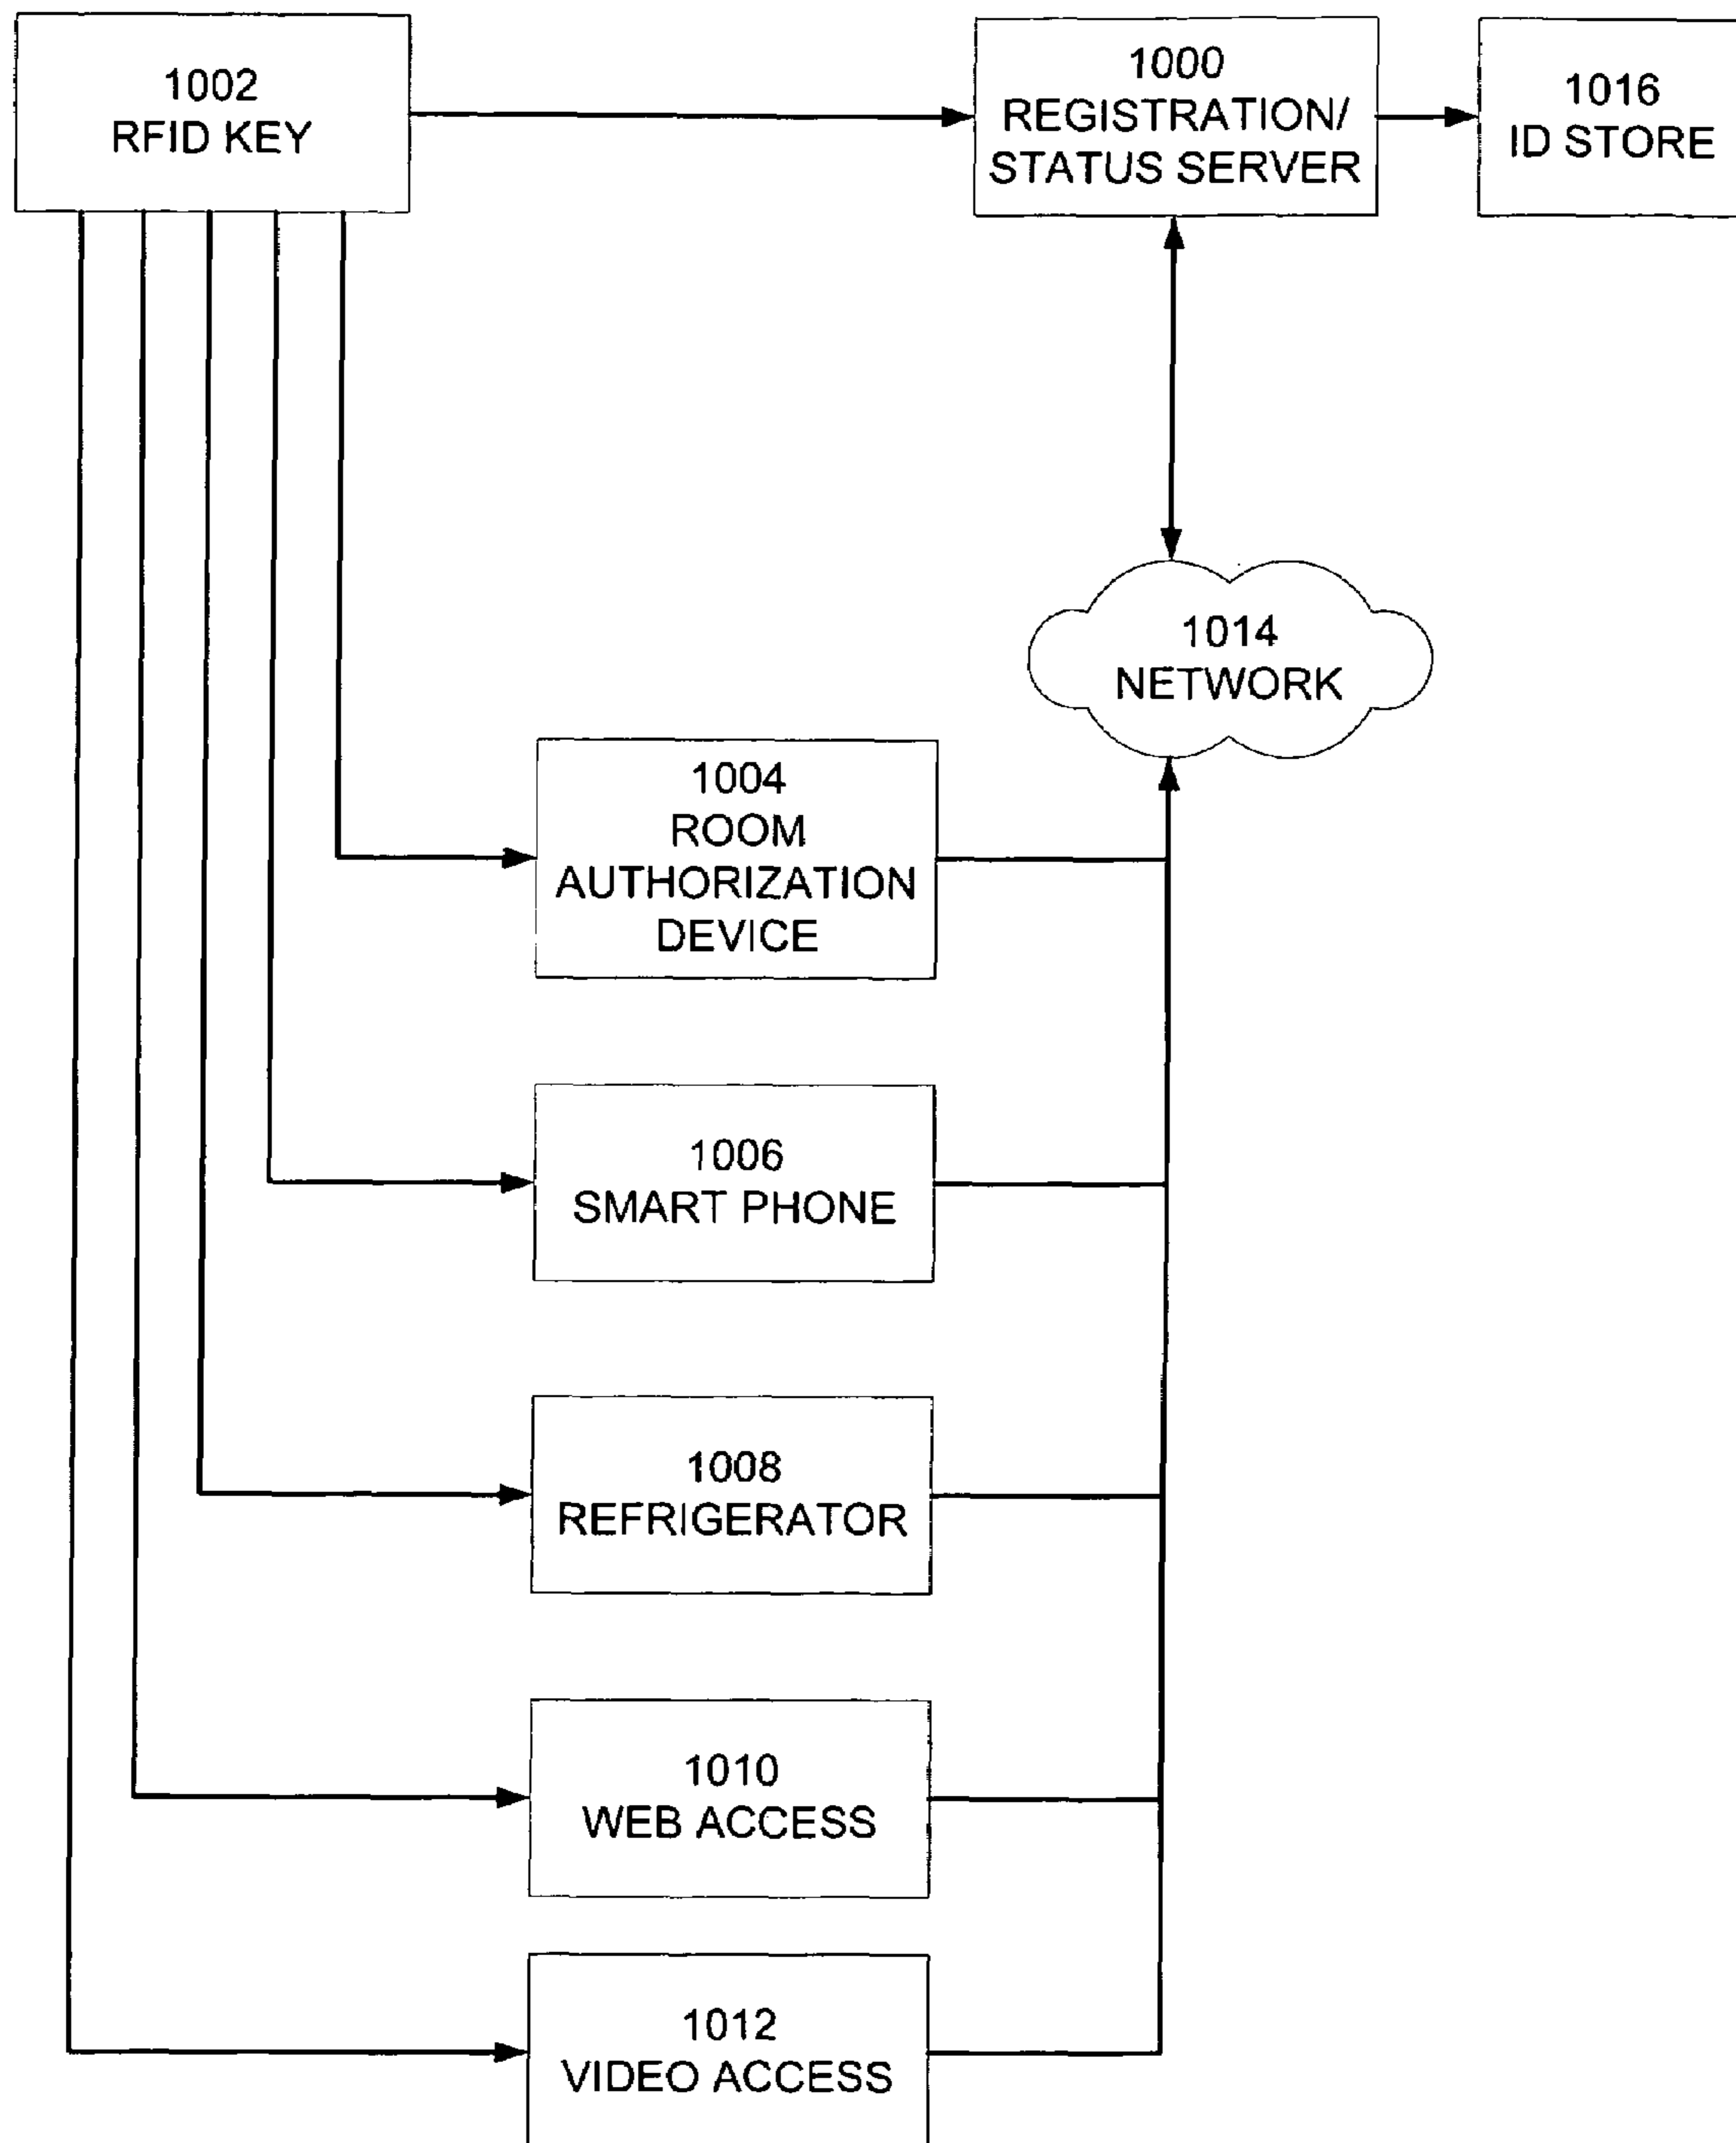 1002
RFID KEY
1000
REGISTRATION/
STATUS SERVER
1016
ID STORE
1014
NETWORK
1004
ROOM
AUTHORIZATION
DEVICE
1006
SMART PHONE
1008
REFRIGERATOR
1010
WEB ACCESS
1012
VIDEO ACCESS